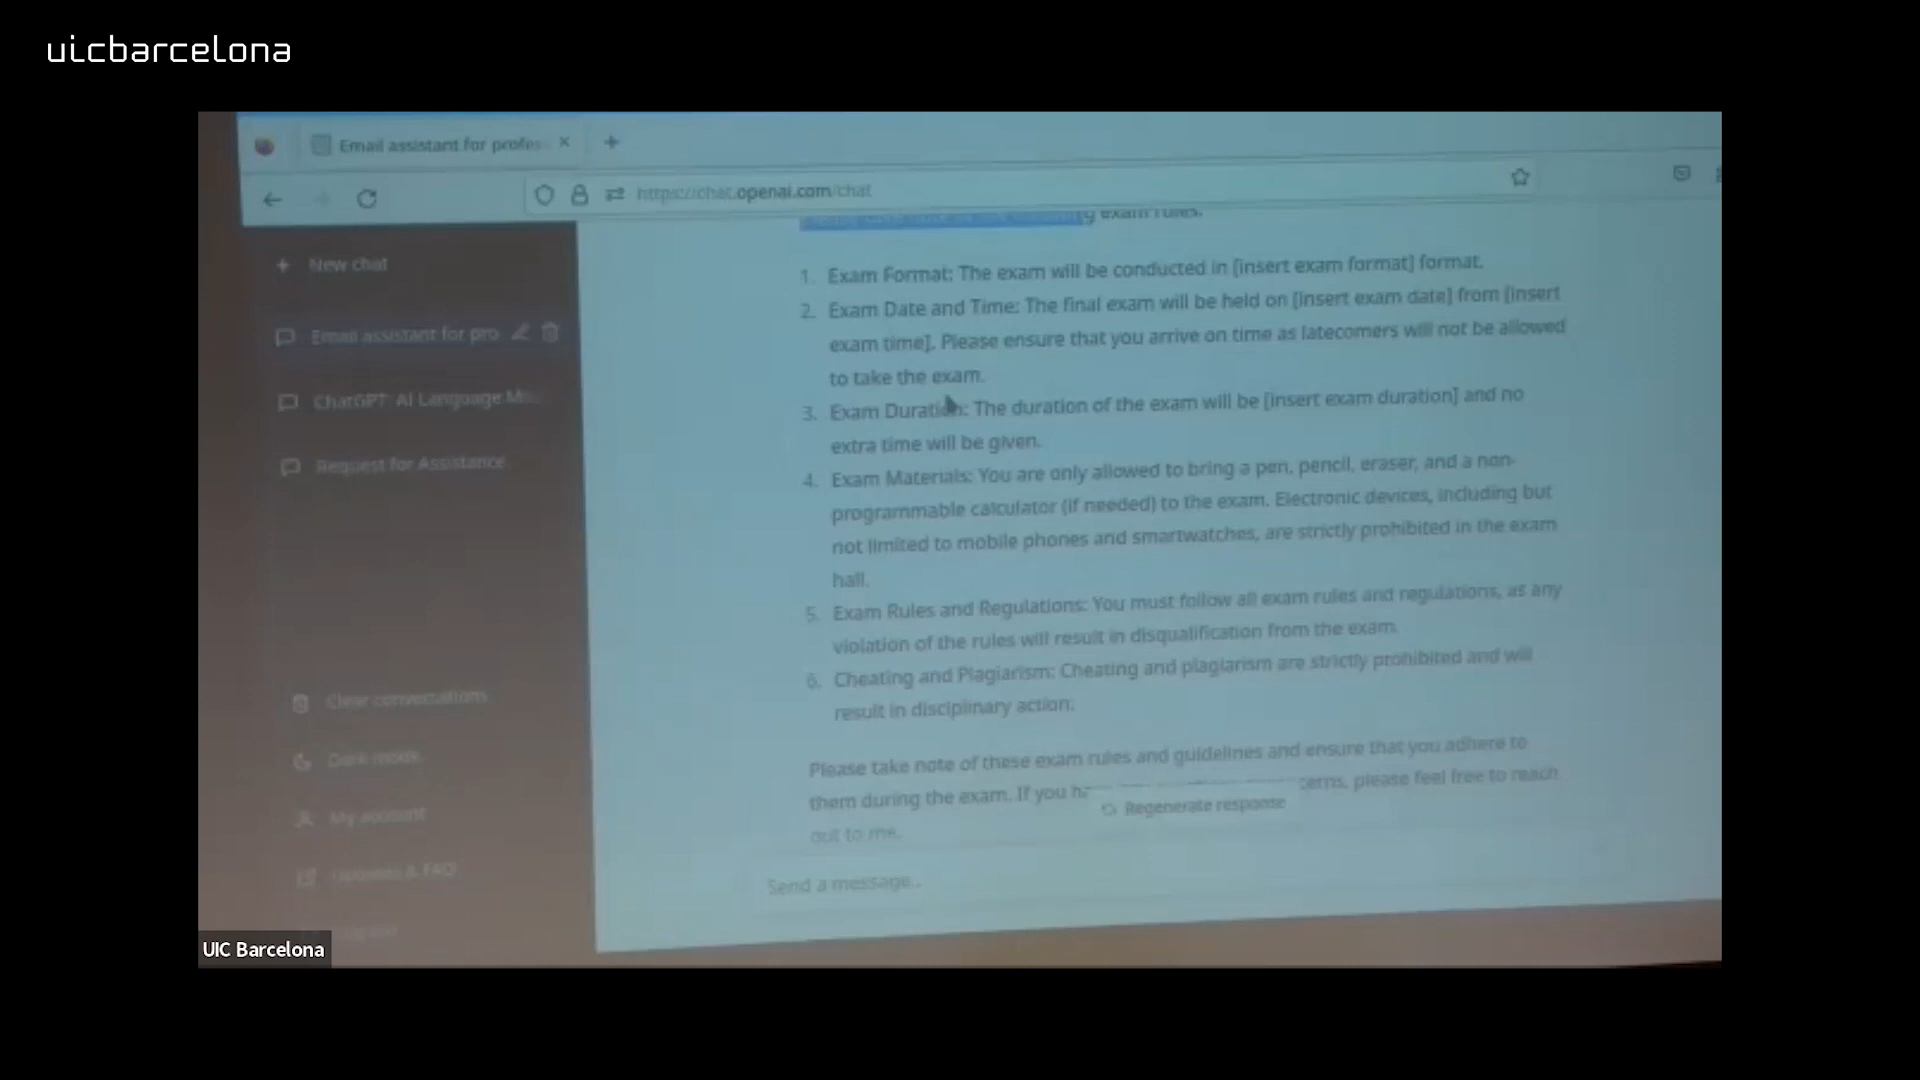 uicbarcelona
Email assistant for profes
https://chat.openai.com/chat
g exam rules.
New chat
Email assistant for pro
ChatGPT: AI Language M
Request for Assistance
Clear conversations
Dark mode
My account
Updates & FAQ
1. Exam Format: The exam will be conducted in [insert exam format] format.
2. Exam Date and Time: The final exam will be held on [insert exam date] from [insert
exam time]. Please ensure that you arrive on time as latecomers will not be allowed
to take the exam.
3. Exam Duration: The duration of the exam will be [insert exam duration] and no
extra time will be given.
4. Exam Materials: You are only allowed to bring a pen, pencil, eraser, and a non-
programmable calculator (if needed) to the exam. Electronic devices, including but
not limited to mobile phones and smartwatches, are strictly prohibited in the exam
hall.
5. Exam Rules and Regulations: You must follow all exam rules and regulations, as any
violation of the rules will result in disqualification from the exam.
6. Cheating and Plagiarism: Cheating and plagiarism are strictly prohibited and will
result in disciplinary action.
Please take note of these exam rules and guidelines and ensure that you adhere to
them during the exam. If you ha cerns, please feel free to reach
out to me.
Regenerate response
Send a message...
UIC Barcelona